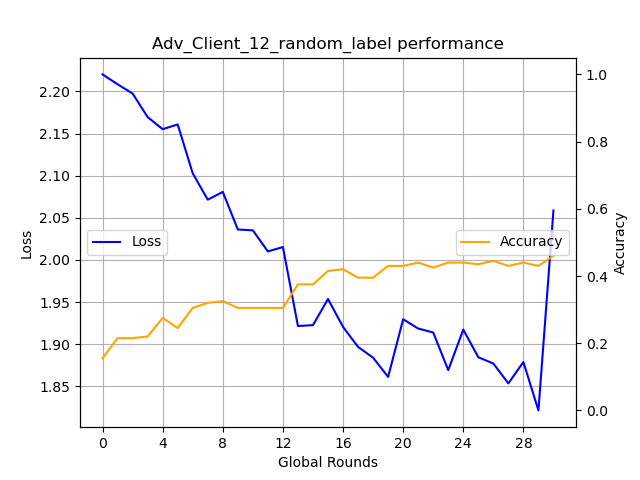 Adv_Client_12_random_label performance
2.20
2.15
2.10
2.05
2.00
1.95
1.90
1.85
Loss
Loss
Accuracy
1.0
0.8
0.6
0.4
0.2
0.0
Accuracy
0 4 8 12 16 20 24 28
Global Rounds